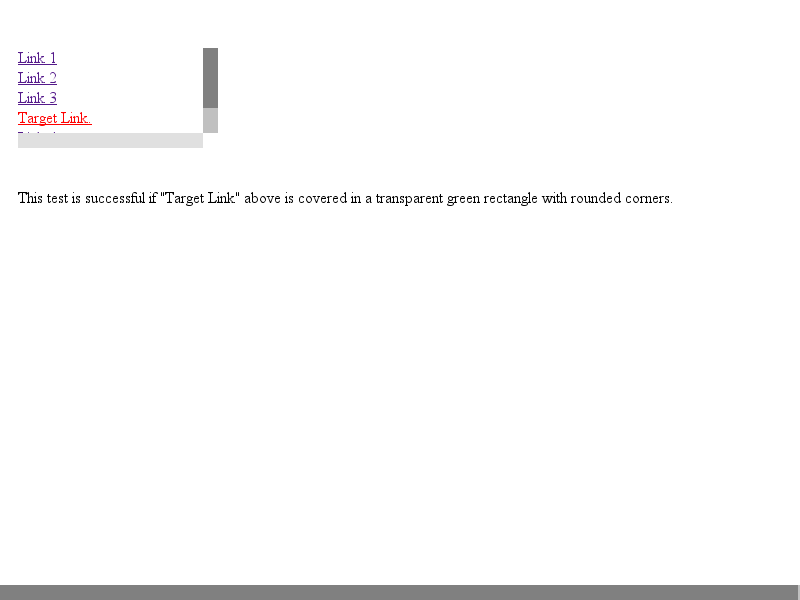 Link 1
Link 2
Link 3
Target Link.
This test is successful if "Target Link" above is covered in a transparent green rectangle with rounded corners.